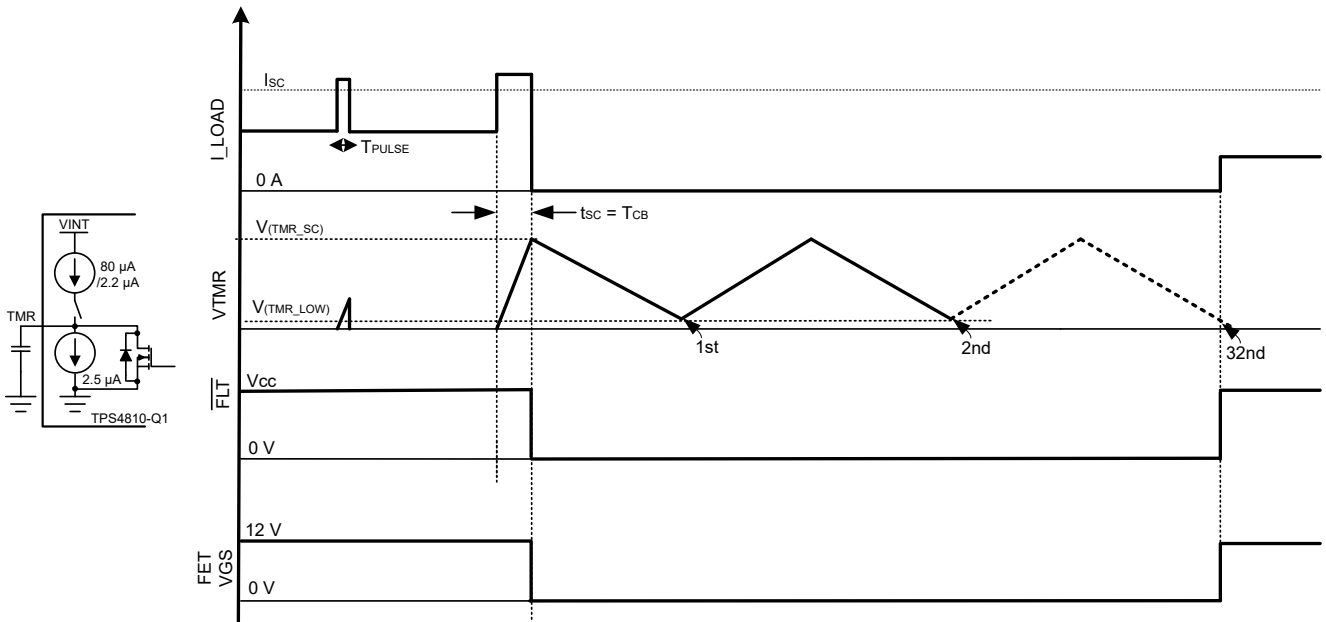 I_LOAD
ISC
TPULSE
0 A
tSC = TCB
VTMR
V(TMR_SC)
V(TMR_LOW)
1st
2nd
32nd
VINT
80 µA
/2.2 µA
TMR
2.5 µA
TPS4810-Q1
FLT
Vcc
0 V
FET
VGS
12 V
0 V